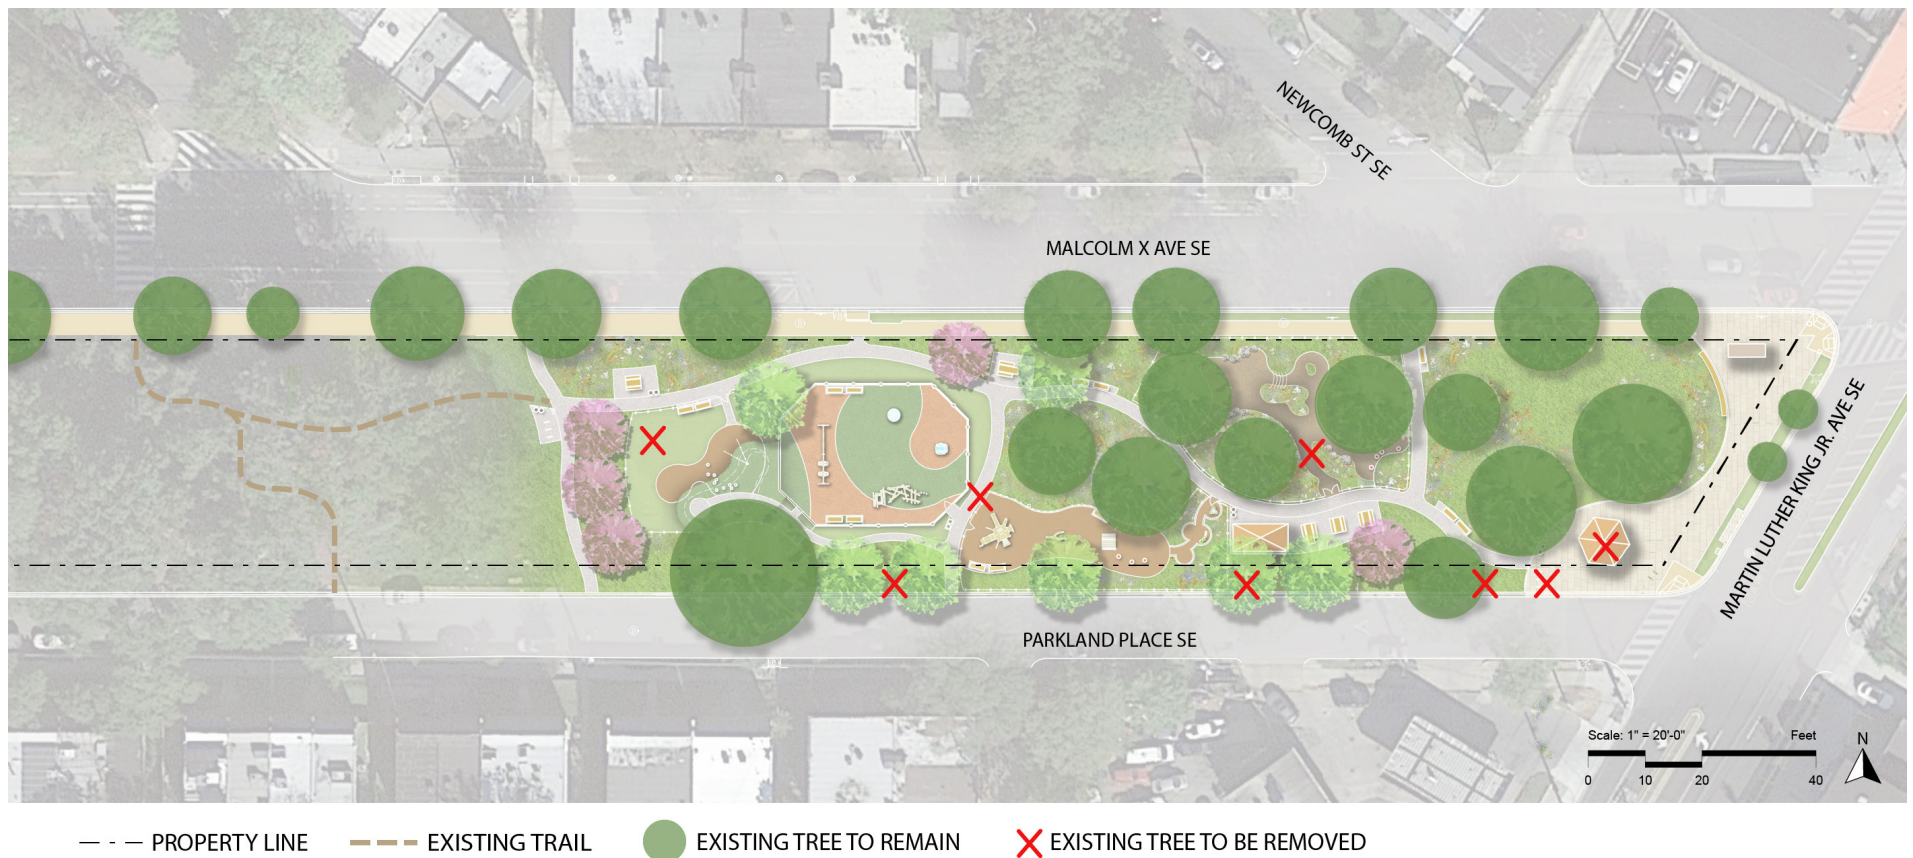 NEWCOMB ST SE
MALCOLM X AVE SE
MARTIN LUTHER KING JR. AVE SE
PARKLAND PLACE SE
Scale: 1" = 20'-0" Feet
0 10 20 40
N
PROPERTY LINE EXISTING TRAIL EXISTING TREE TO REMAIN EXISTING TREE TO BE REMOVED